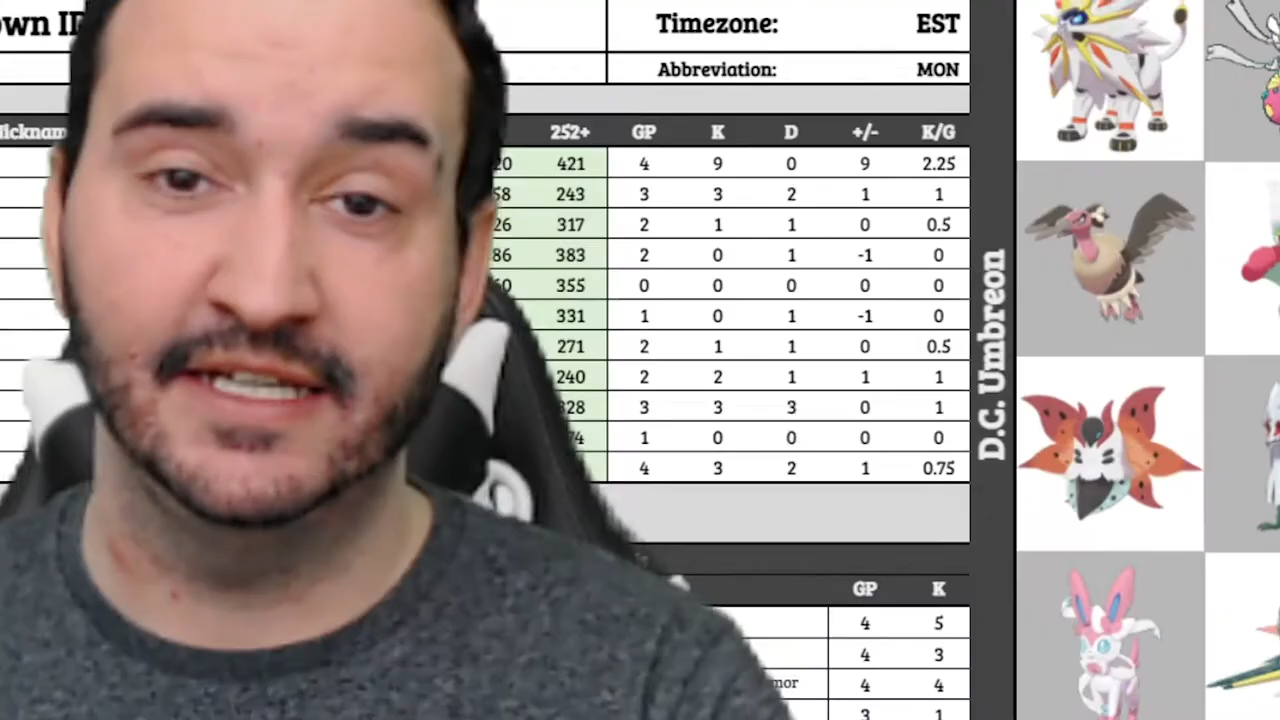 Timezone: EST
Abbreviation: MON
252+ GP K D +/- K/G
421 4 9 0 9 2.25
243 3 3 2 1 1
317 2 1 1 0 0.5
383 2 0 1 -1 0
355 0 0 0 0 0
331 1 0 1 -1 0
271 2 1 1 0 0.5
240 2 2 1 1 1
328 3 3 3 0 1
1 0 0 0 0
4 3 2 1 0.75
GP K
4 5
4 3
4 4
3 1
D.C. Umbreon